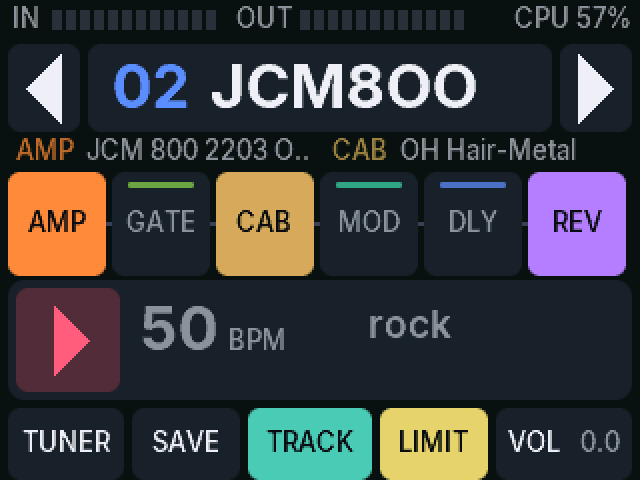 IN OUT CPU 57%
02 JCM800
AMP JCM 800 2203 O.. CAB OH Hair-Metal
AMP GATE CAB MOD DLY REV
50 BPM rock
TUNER SAVE TRACK LIMIT VOL 0.0